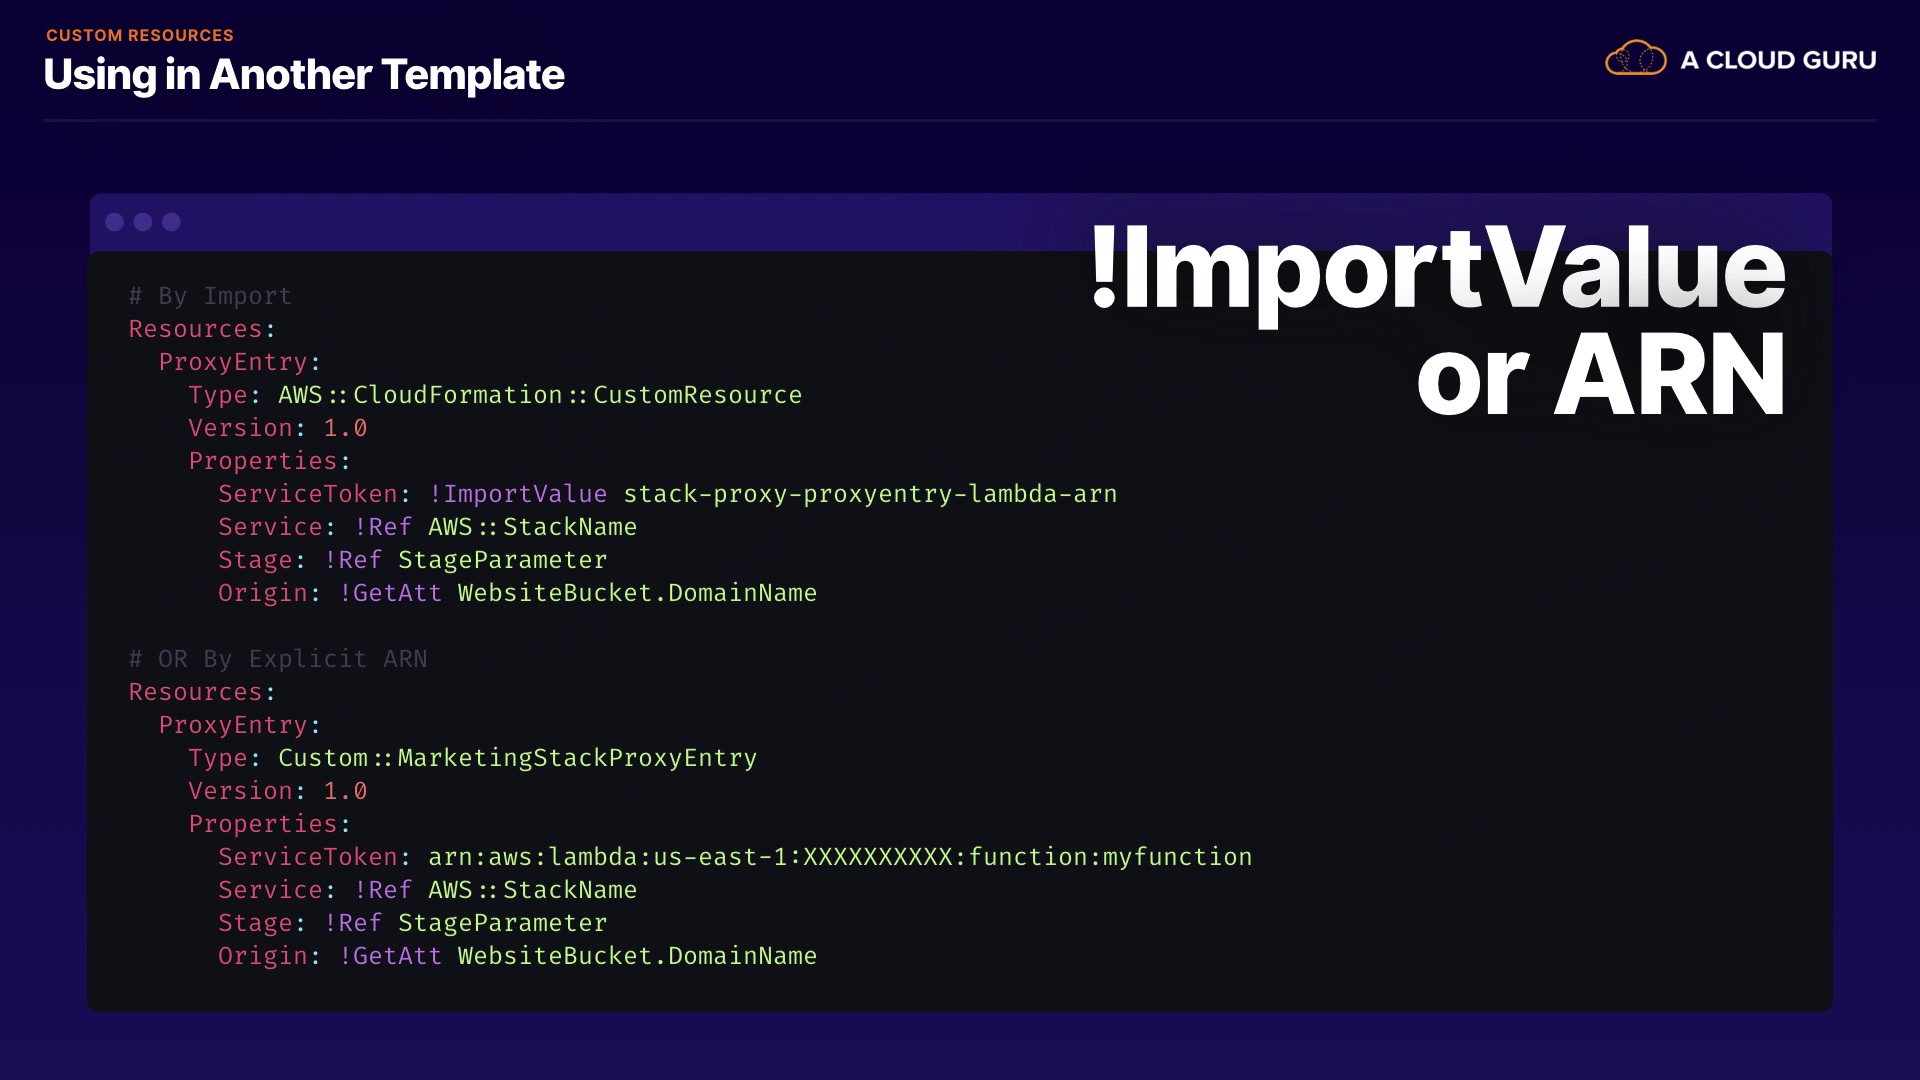 CUSTOM RESOURCES
Using in Another Template
A CLOUD GURU
!ImportValue
or ARN
# By Import
Resources:
  ProxyEntry:
    Type: AWS::CloudFormation::CustomResource
    Version: 1.0
    Properties:
      ServiceToken: !ImportValue stack-proxy-proxyentry-lambda-arn
      Service: !Ref AWS::StackName
      Stage: !Ref StageParameter
      Origin: !GetAtt WebsiteBucket.DomainName
# OR By Explicit ARN
Resources:
  ProxyEntry:
    Type: Custom::MarketingStackProxyEntry
    Version: 1.0
    Properties:
      ServiceToken: arn:aws:lambda:us-east-1:XXXXXXXXXX:function:myfunction
      Service: !Ref AWS::StackName
      Stage: !Ref StageParameter
      Origin: !GetAtt WebsiteBucket.DomainName